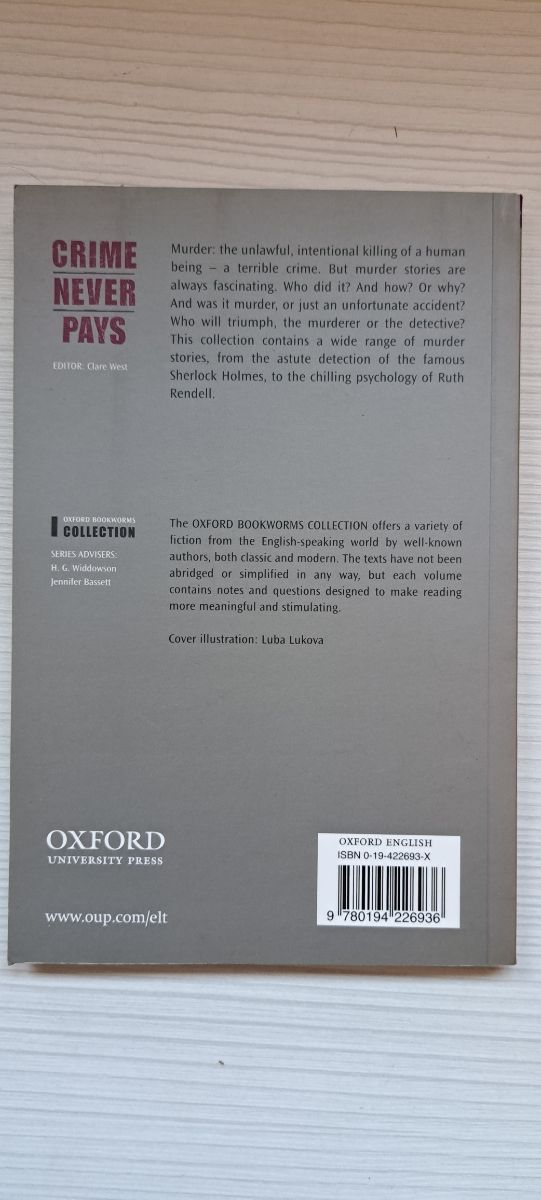 CRIME
NEVER
PAYS
EDITOR: Clare West
Murder: the unlawful, intentional killing of a human
being – a terrible crime. But murder stories are
always fascinating. Who did it? And how? Or why?
And was it murder, or just an unfortunate accident?
Who will triumph, the murderer or the detective?
This collection contains a wide range of murder
stories, from the astute detection of the famous
Sherlock Holmes, to the chilling psychology of Ruth
Rendell.
OXFORD BOOKWORMS
COLLECTION
SERIES ADVISERS:
H. G. Widdowson
Jennifer Bassett
The OXFORD BOOKWORMS COLLECTION offers a variety of
fiction from the English-speaking world by well-known
authors, both classic and modern. The texts have not been
abridged or simplified in any way, but each volume
contains notes and questions designed to make reading
more meaningful and stimulating.
Cover illustration: Luba Lukova
OXFORD
UNIVERSITY PRESS
www.oup.com/elt
OXFORD ENGLISH
ISBN 0-19-422693-X
9 780194 226936